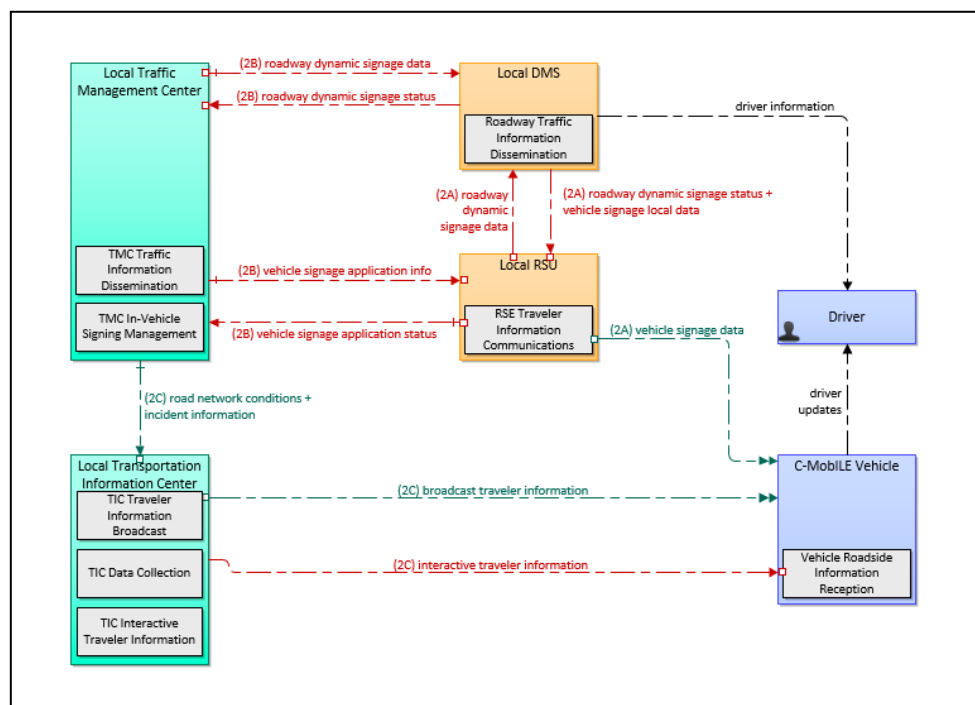 Local Traffic
Management Center
(2B) roadway dynamic signage data
(2B) roadway dynamic signage status
Local DMS
Roadway Traffic
Information
Dissemination
driver information
(2A) roadway
dynamic
signage data
(2A) roadway dynamic signage status +
vehicle signage local data
TMC Traffic
Information
Dissemination
(2B) vehicle signage application info
Local RSU
TMC In-Vehicle
Signing Management
(2B) vehicle signage application status
RSE Traveler
Information
Communications
(2A) vehicle signage data
Driver
(2C) road network conditions +
incident information
driver
updates
Local Transportation
Information Center
TIC Traveler
Information
Broadcast
(2C) broadcast traveler information
C-MobILE Vehicle
TIC Data Collection
(2C) interactive traveler information
Vehicle Roadside
Information
Reception
TIC Interactive
Traveler Information